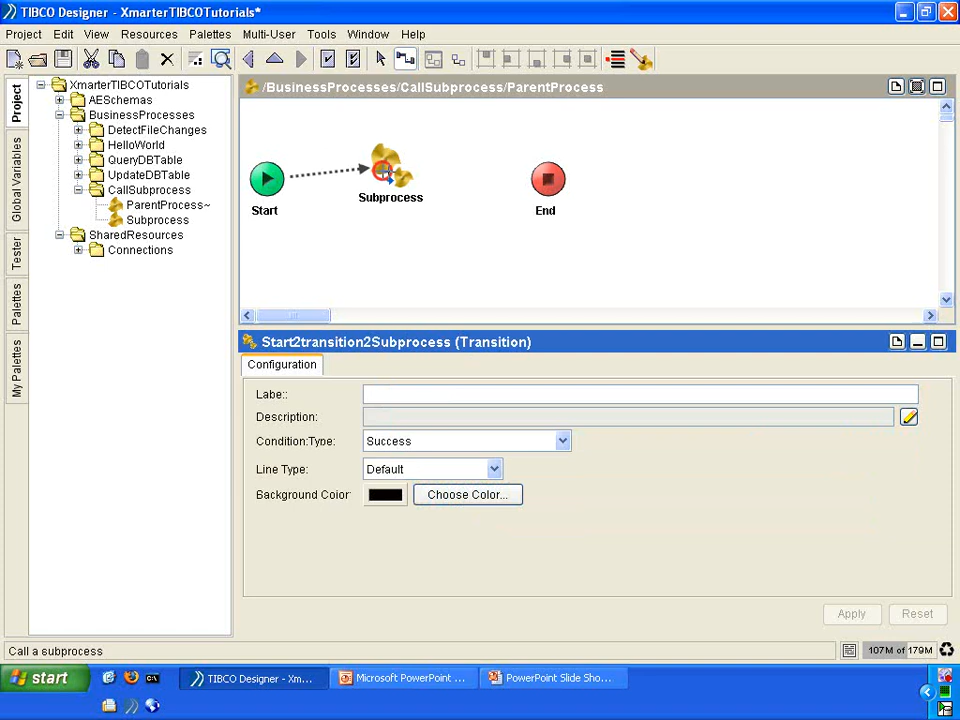 TIBCO Designer - XmarterTIBCOTutorials*
Project Edit View Resources Palettes Multi-User Tools Window Help
Project
Global Variables
Tester
Palettes
My Palettes
XmarterTIBCOTutorials
AESchemas
BusinessProcesses
DetectFileChanges
HelloWorld
QueryDBTable
UpdateDBTable
CallSubprocess
ParentProcess~
Subprocess
SharedResources
Connections
/BusinessProcesses/CallSubprocess/ParentProcess
Start
Subprocess
End
Start2transition2Subprocess (Transition)
Configuration
Labe::
Description:
Condition:Type: Success
Line Type: Default
Background Color Choose Color...
Apply Reset
Call a subprocess
107M of 179M
start
TIBCO Designer - Xm...
Microsoft PowerPoint ...
PowerPoint Slide Sho...